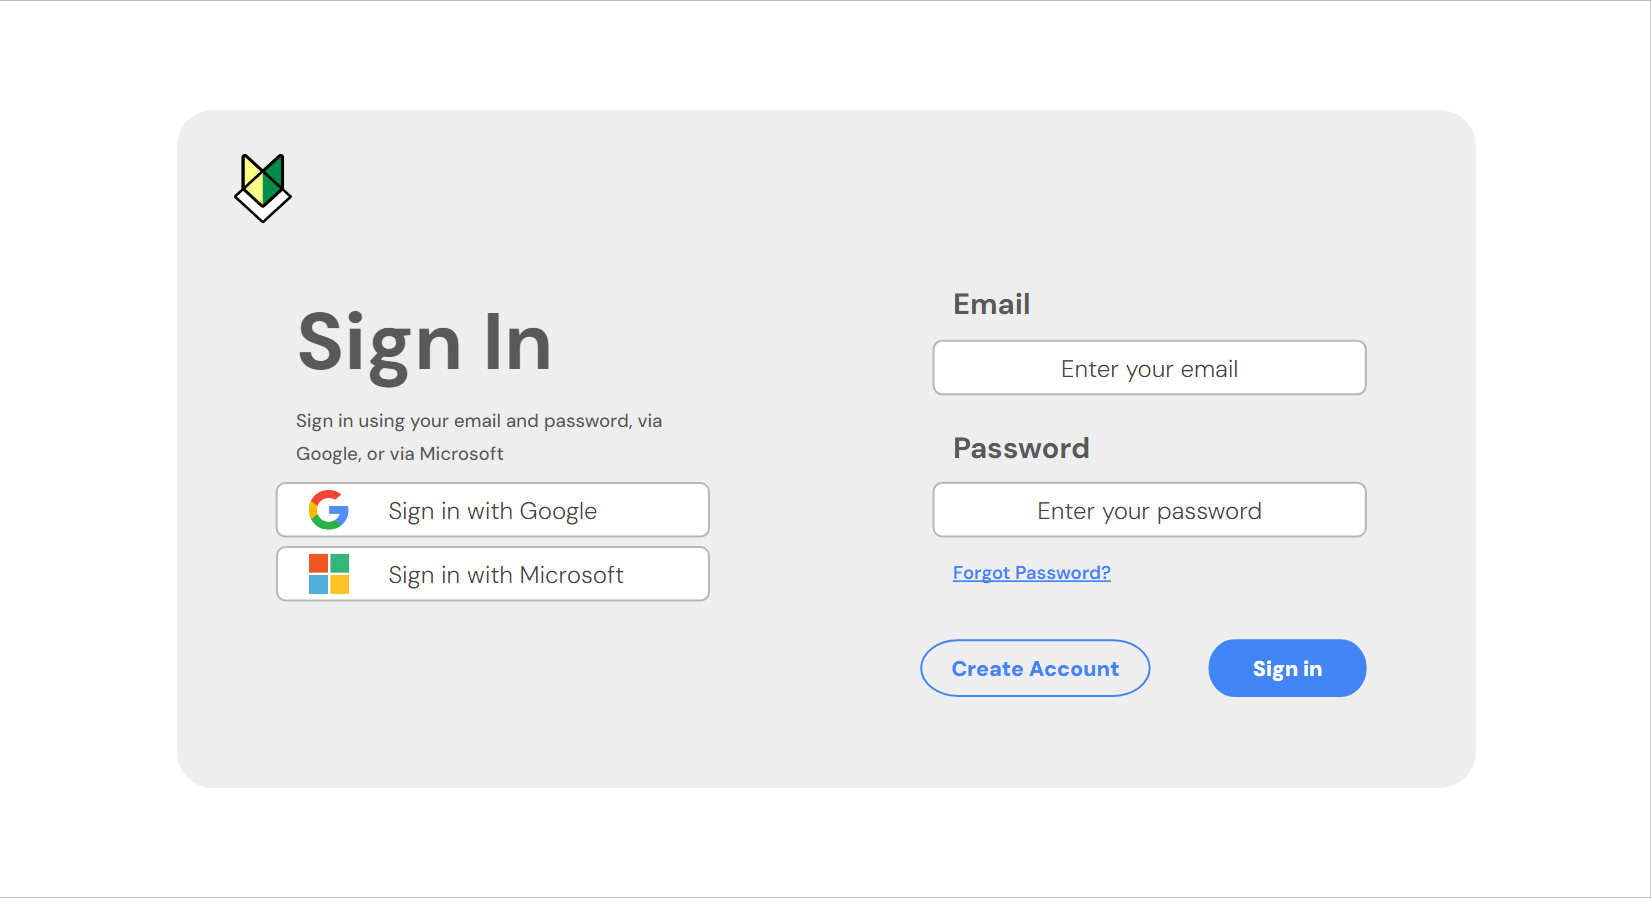 Sign In
Sign in using your email and password, via
Google, or via Microsoft
Sign in with Google
Sign in with Microsoft
Email
Enter your email
Password
Enter your password
Forgot Password?
Create Account
Sign in